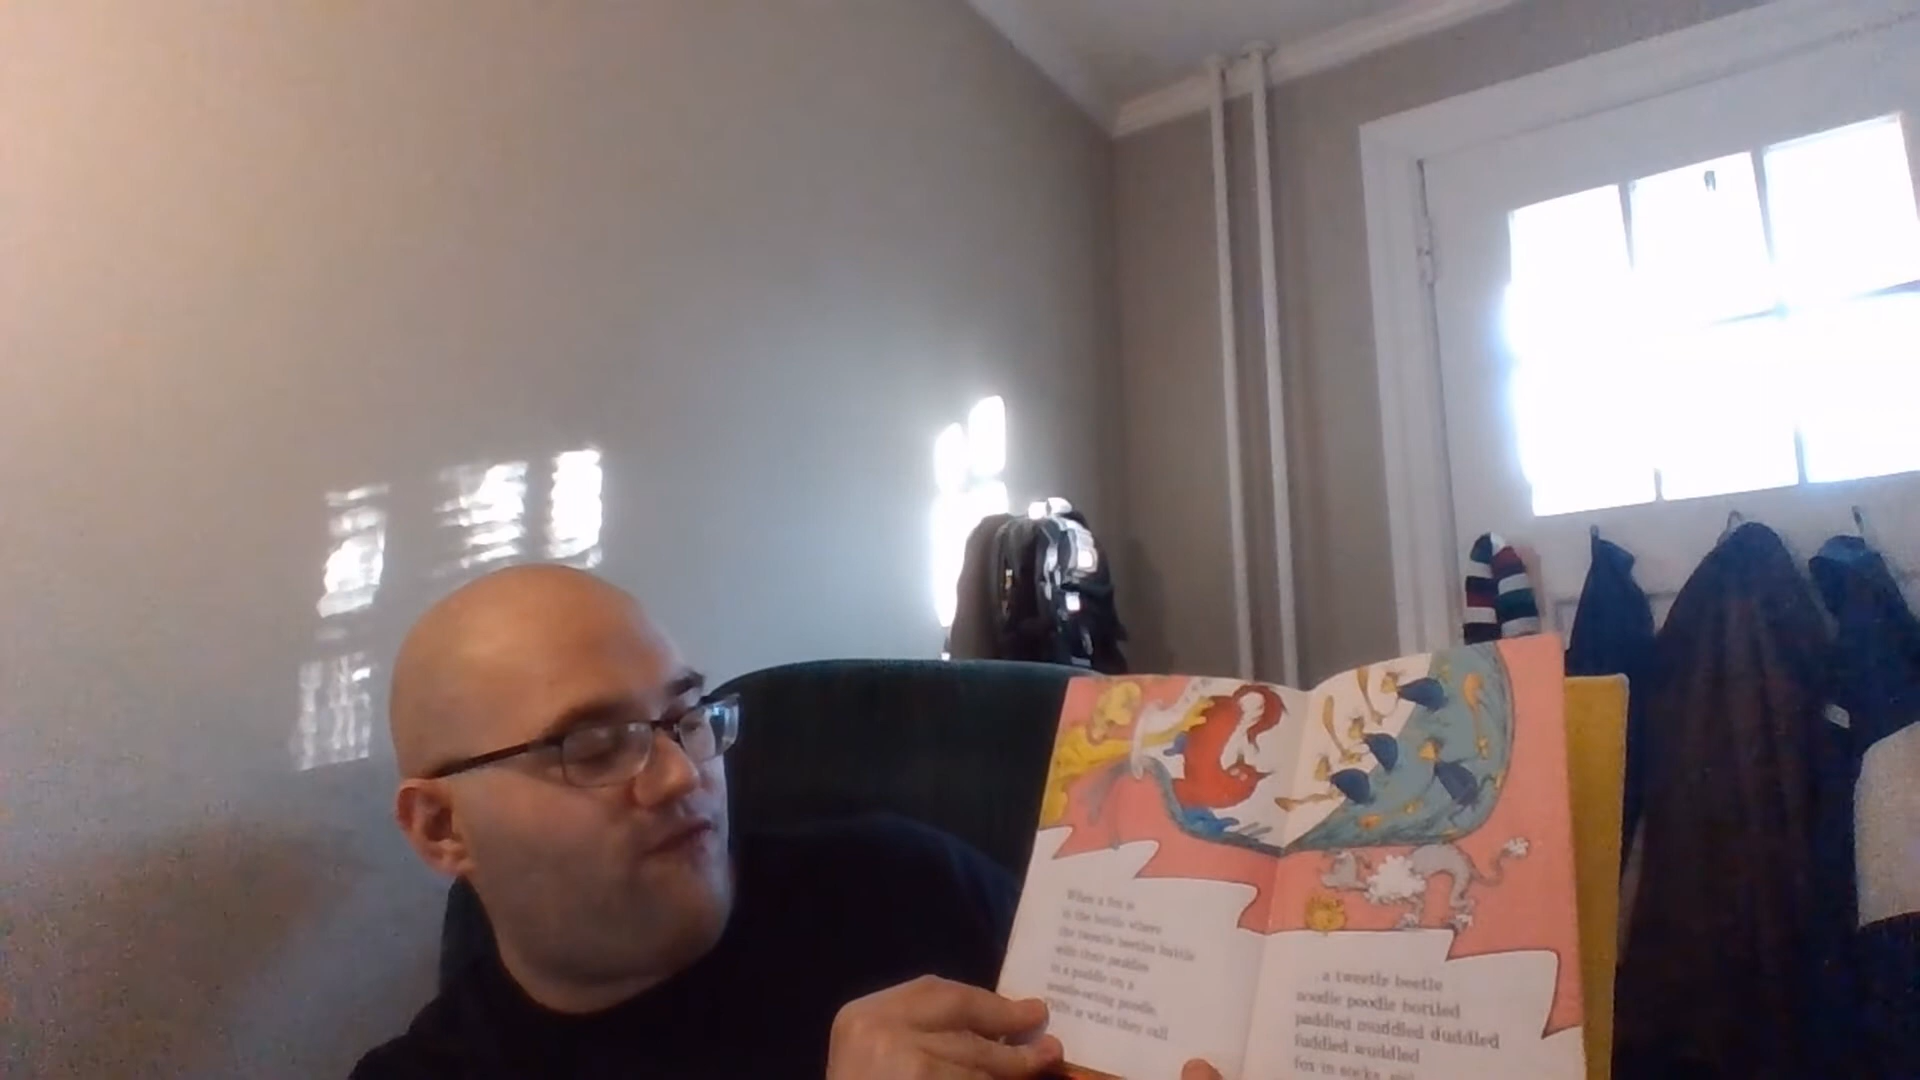 When a fox is
in the bottle where
the tweetle beetles battle
with their paddles
in a puddle on a
noodle-eating poodle,
THIS is what they call
. . . a tweetle beetle
noodle poodle bottled
paddled muddled duddled
fuddled wuddled
fox in socks, sir!